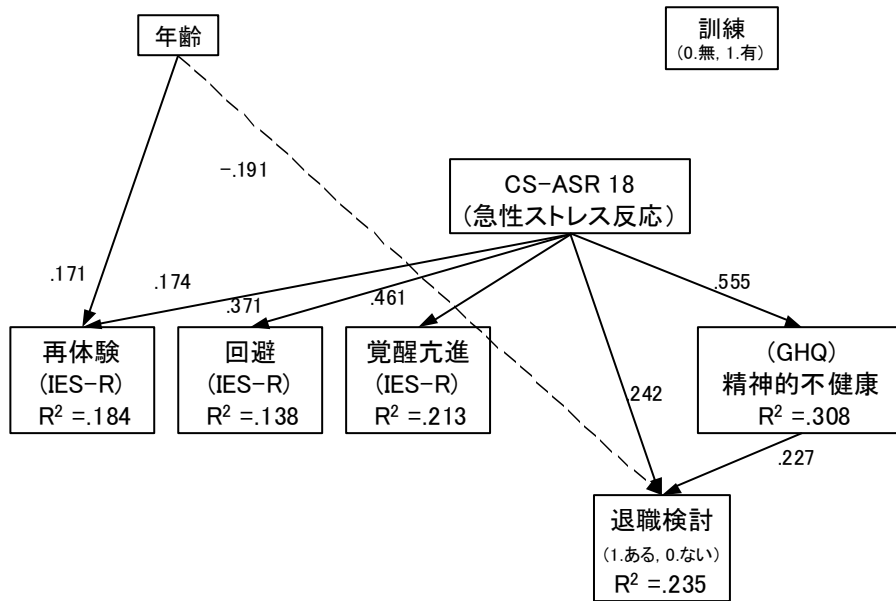 年齢
訓練
(0.無, 1.有)
−.191
CS−ASR 18
(急性ストレス反応)
.171
.174
.371
.461
.555
再体験
(IES−R)
R² =.184
回避
(IES−R)
R² =.138
覚醒亢進
(IES−R)
R² =.213
.242
(GHQ)
精神的不健康
R² =.308
.227
退職検討
(1.ある, 0.ない)
R² =.235